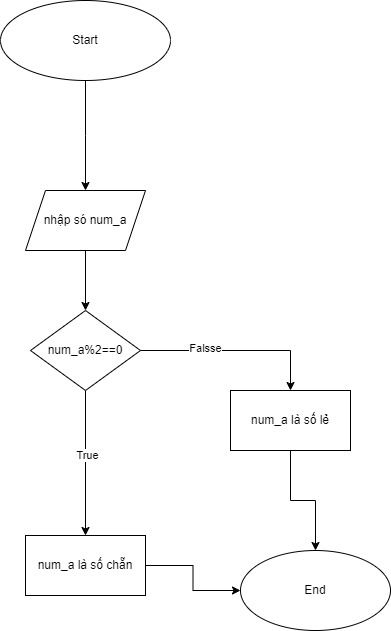 Start
nhập só num_a
num_a%2==0
Falsse
num_a là số lẻ
True
num_a là số chẵn
End